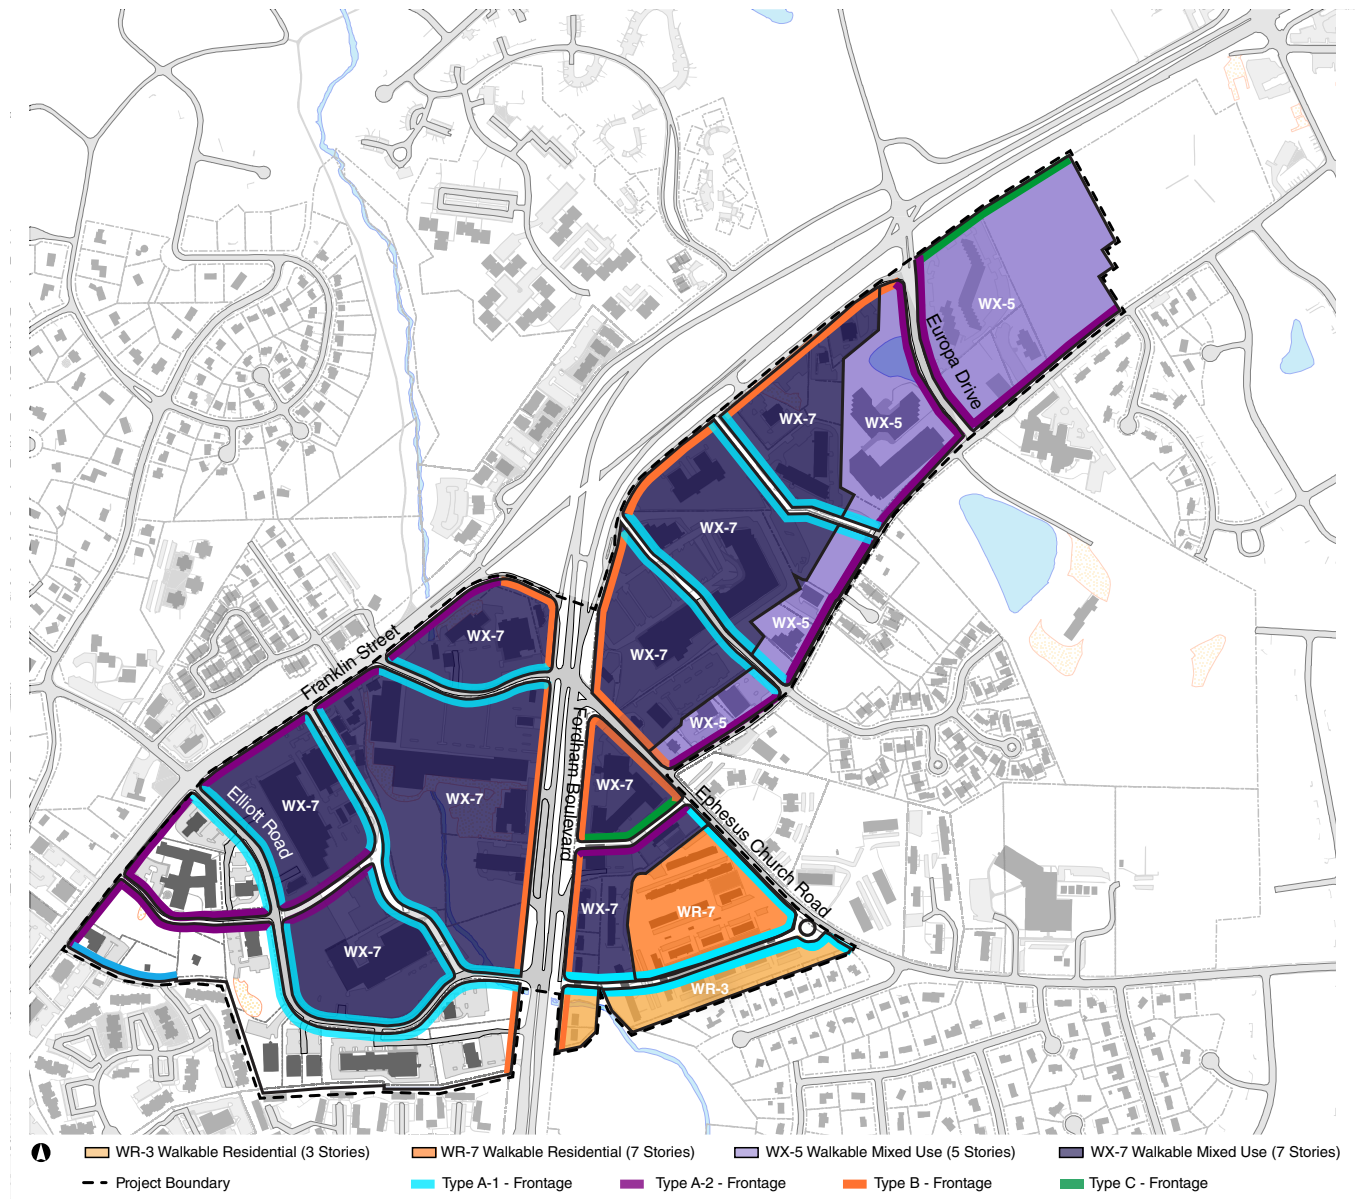 WX-5
Europa Drive
WX-7
WX-5
WX-7
WX-5
WX-7
WX-7
Franklin Street
WX-5
Fordham Boulevard
WX-7
WX-7
WX-7
Elliott Road
Ephesus Church Road
WX-7
WR-7
WX-7
WR-3
WR-3 Walkable Residential (3 Stories)
WR-7 Walkable Residential (7 Stories)
WX-5 Walkable Mixed Use (5 Stories)
WX-7 Walkable Mixed Use (7 Stories)
Project Boundary
Type A-1 - Frontage
Type A-2 - Frontage
Type B - Frontage
Type C - Frontage